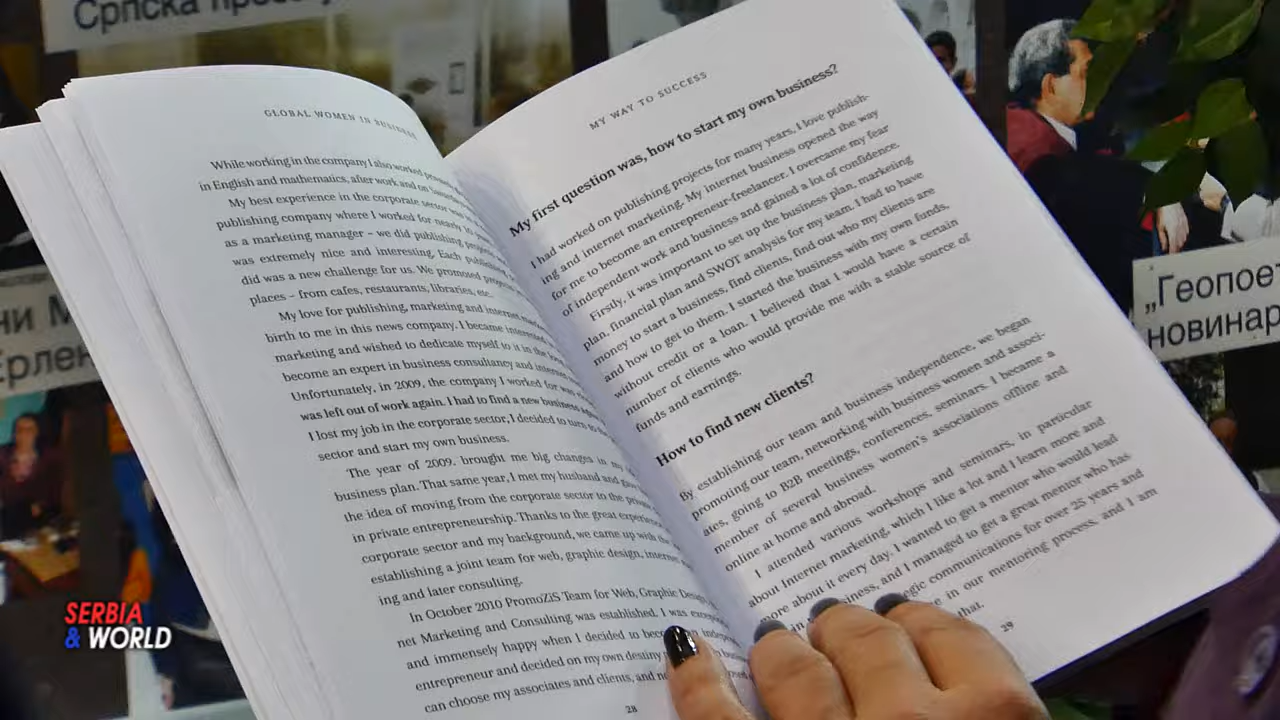 Српска
GLOBAL WOMEN IN BUSINESS
While working in the company I also worked
in English and mathematics, after work and on
My best experience in the corporate sector was
publishing company where I worked for nearly
as a marketing manager – we did publishing
was extremely nice and interesting. Each
did was a new challenge for us. We promoted
places – from cafes, restaurants, libraries, etc.
My love for publishing, marketing and internet
birth to me in this news company. I became interested
marketing and wished to dedicate myself to it in the
become an expert in business consultancy and internet
Unfortunately, in 2009, the company I worked for was
was left out of work again. I had to find a new business
I lost my job in the corporate sector, I decided to turn to
sector and start my own business.
The year of 2009. brought me big changes in my
business plan. That same year, I met my husband and
the idea of moving from the corporate sector to the private
in private entrepreneurship. Thanks to the great
corporate sector and my background, we came up with
establishing a joint team for web, graphic design, internet
ing and later consulting.
In October 2010 PromoZiS Team for Web, Graphic Design,
net Marketing and Consulting was established. I was
and immensely happy when I decided to
entrepreneur and decided on my own destiny
can choose my associates and clients, and
28
MY WAY TO SUCCESS
My first question was, how to start my own business?
I had worked on publishing projects for many years. I love publish-
ing and internet marketing. My internet business opened the way
for me to become an entrepreneur-freelancer. I overcame my fear
of independent work and business and gained a lot of confidence.
Firstly, it was important to set up the business plan, marketing
plan, financial plan and SWOT analysis for my team. I had to have
money to start a business, find clients, find out who my clients are
and how to get to them. I started the business with my own funds,
without credit or a loan. I believed that I would have a certain
number of clients who would provide me with a stable source of
funds and earnings.
How to find new clients?
By establishing our team and business independence, we began
promoting our team, networking with business women and associ-
ates, going to B2B meetings, conferences, seminars. I became a
member of several business women's associations offline and
online at home and abroad.
I attended various workshops and seminars, in particular
about Internet marketing, which I like a lot and I learn more and
more about it every day. I wanted to get a mentor who would lead
and I managed to get a great mentor who has
communications for over 25 years and
in our mentoring process, and I am
that.
29
„Геопоет
новинар
SERBIA
& WORLD